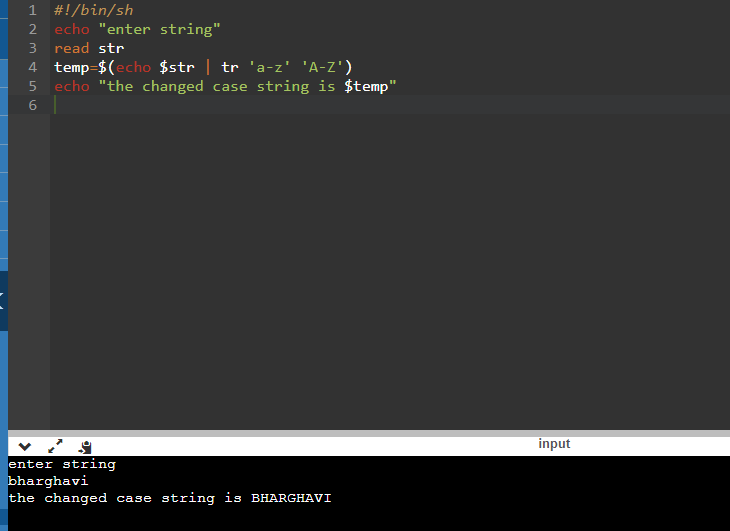 1 #!/bin/sh
2 echo "enter string"
3 read str
4 temp=$(echo $str | tr 'a-z' 'A-Z')
5 echo "the changed case string is $temp"
6
input
enter string
bharghavi
the changed case string is BHARGHAVI